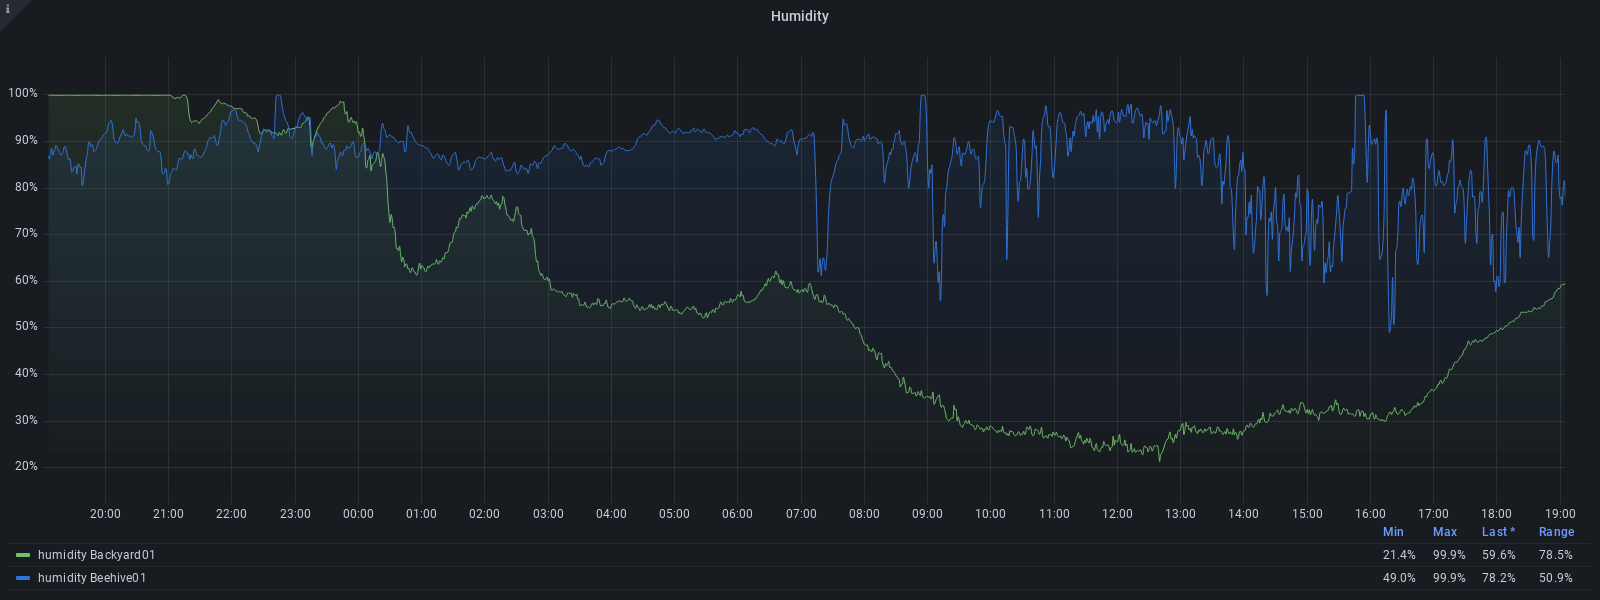 i
Humidity
100%
90%
80%
70%
60%
50%
40%
30%
20%
20:00 21:00 22:00 23:00 00:00 01:00 02:00 03:00 04:00 05:00 06:00 07:00 08:00 09:00 10:00 11:00 12:00 13:00 14:00 15:00 16:00 17:00 18:00 19:00
Min Max Last * Range
humidity Backyard01 21.4% 99.9% 59.6% 78.5%
humidity Beehive01 49.0% 99.9% 78.2% 50.9%